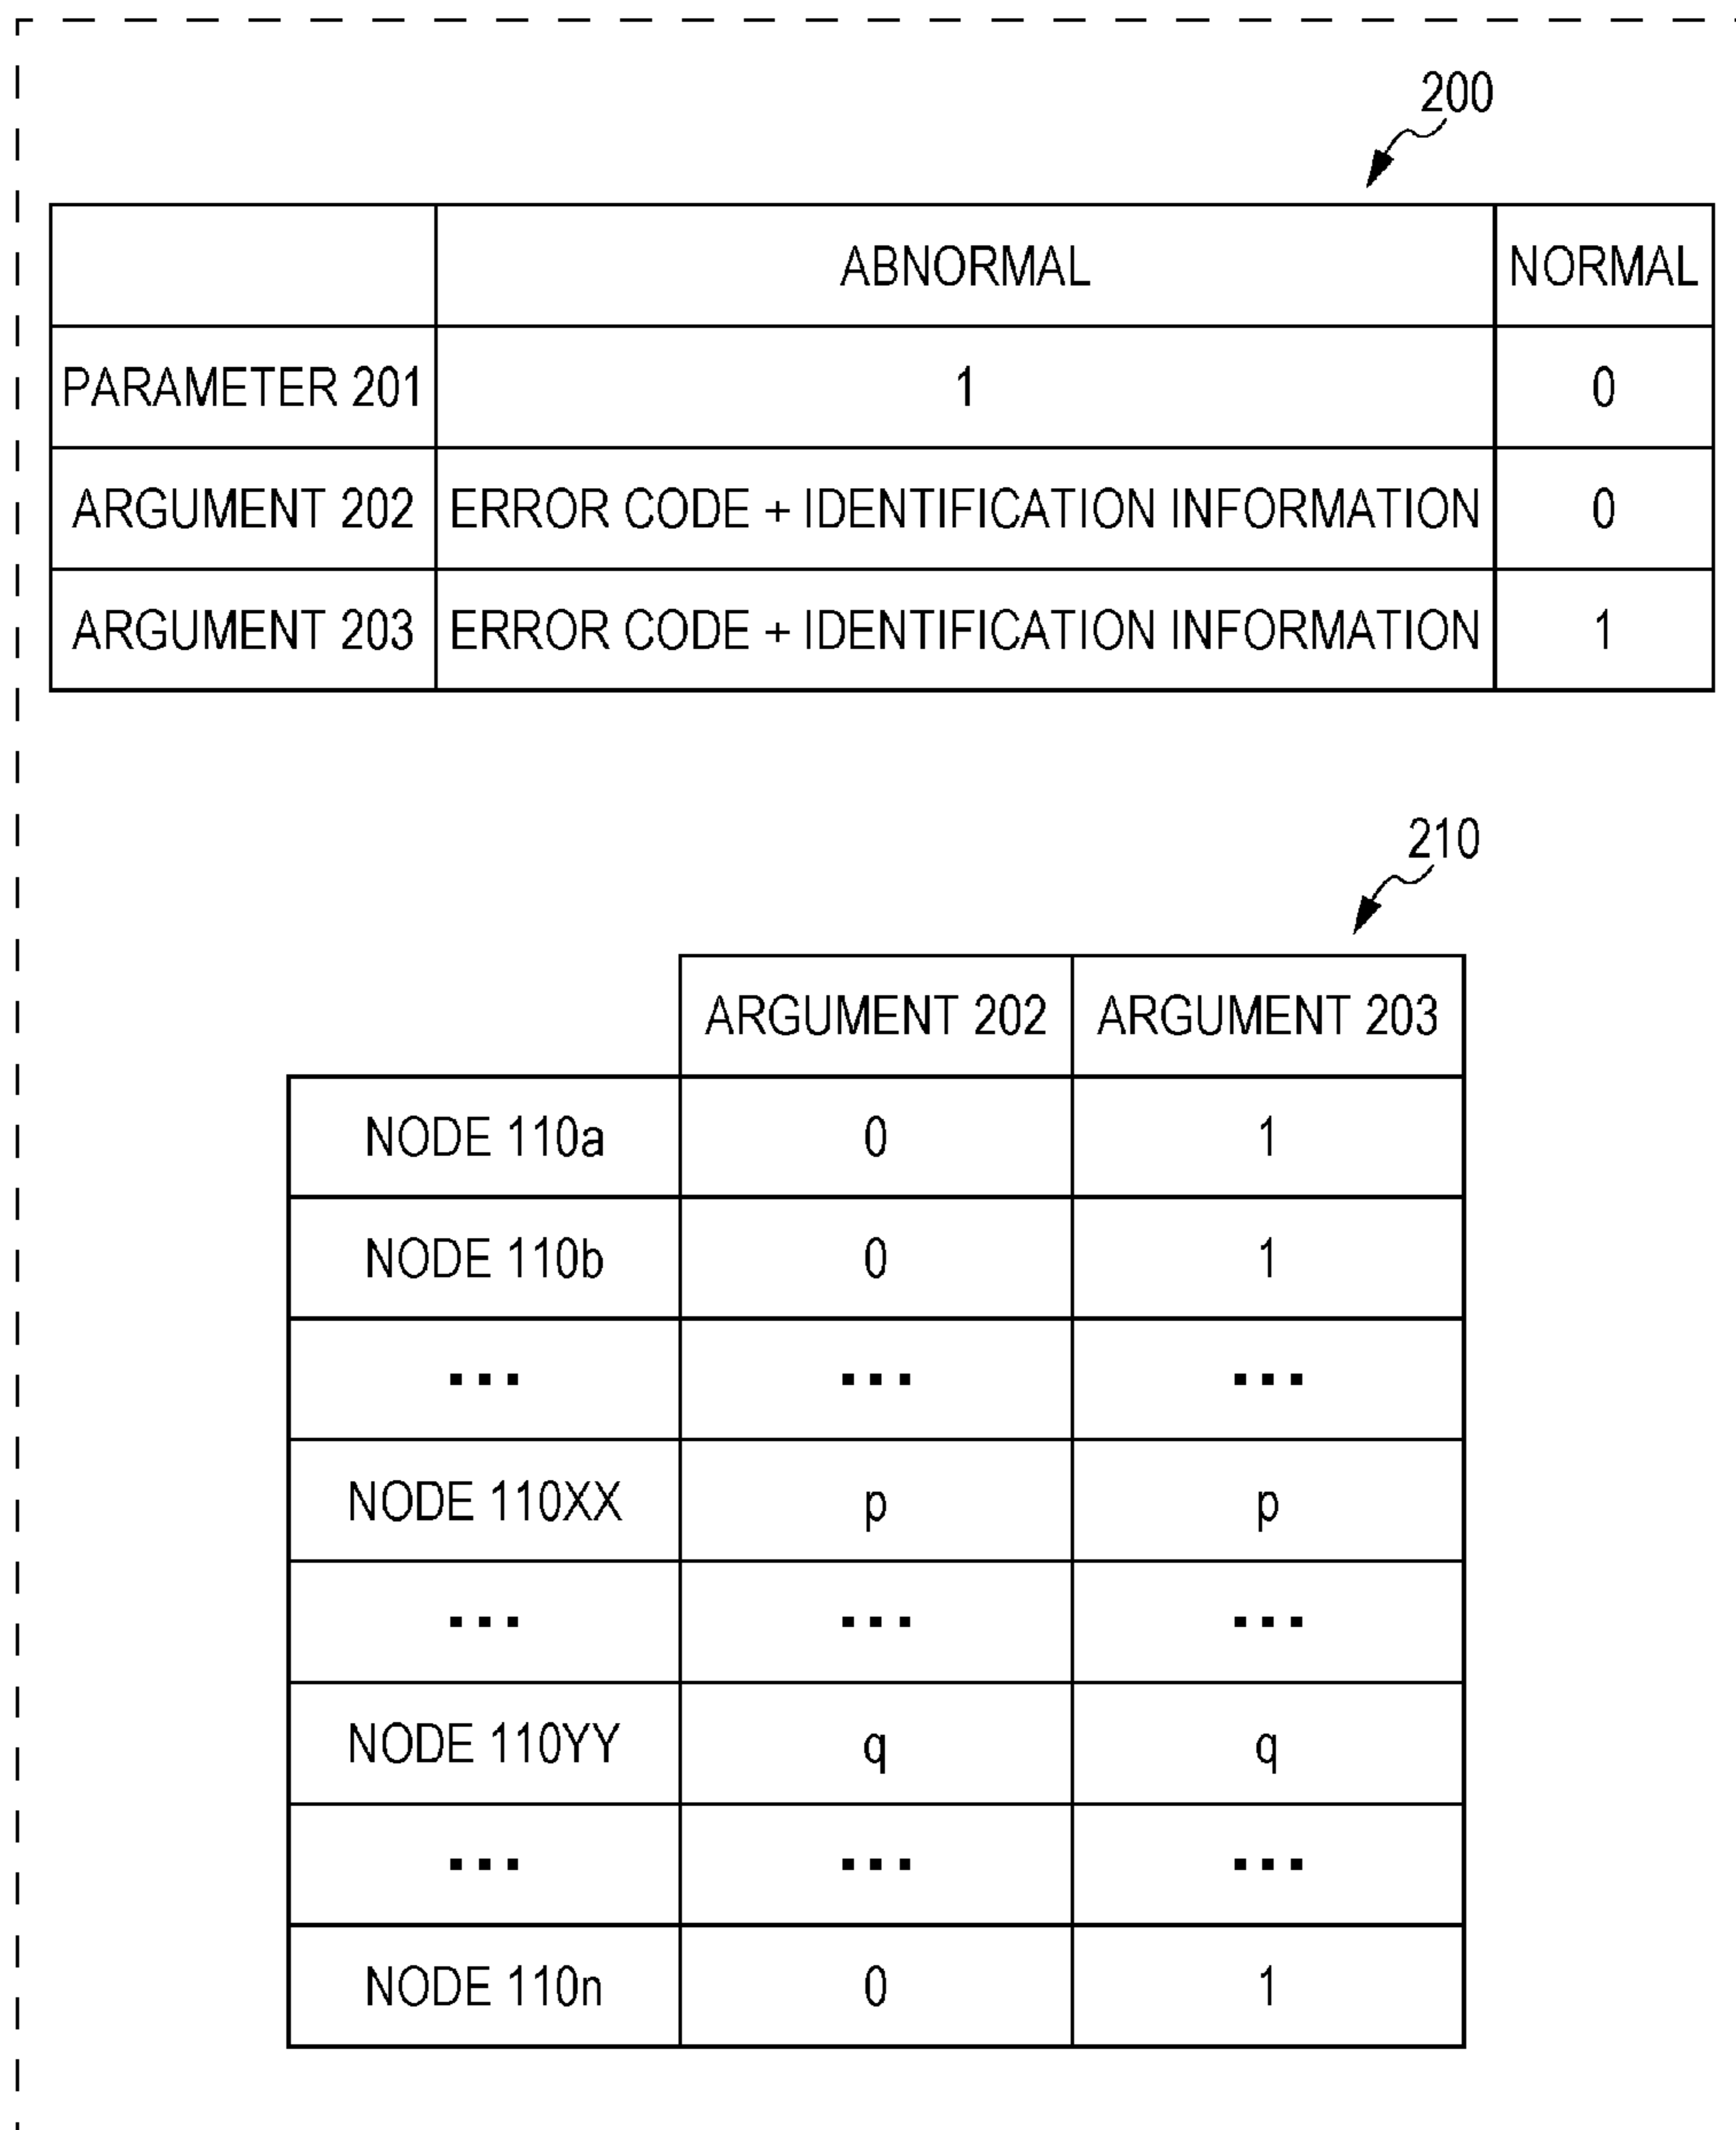 200
ABNORMAL NORMAL
PARAMETER 201 1 0
ARGUMENT 202 ERROR CODE + IDENTIFICATION INFORMATION 0
ARGUMENT 203 ERROR CODE + IDENTIFICATION INFORMATION 1
210
ARGUMENT 202 ARGUMENT 203
NODE 110a 0 1
NODE 110b 0 1
... ... ...
NODE 110XX p p
... ... ...
NODE 110YY q q
... ... ...
NODE 110n 0 1